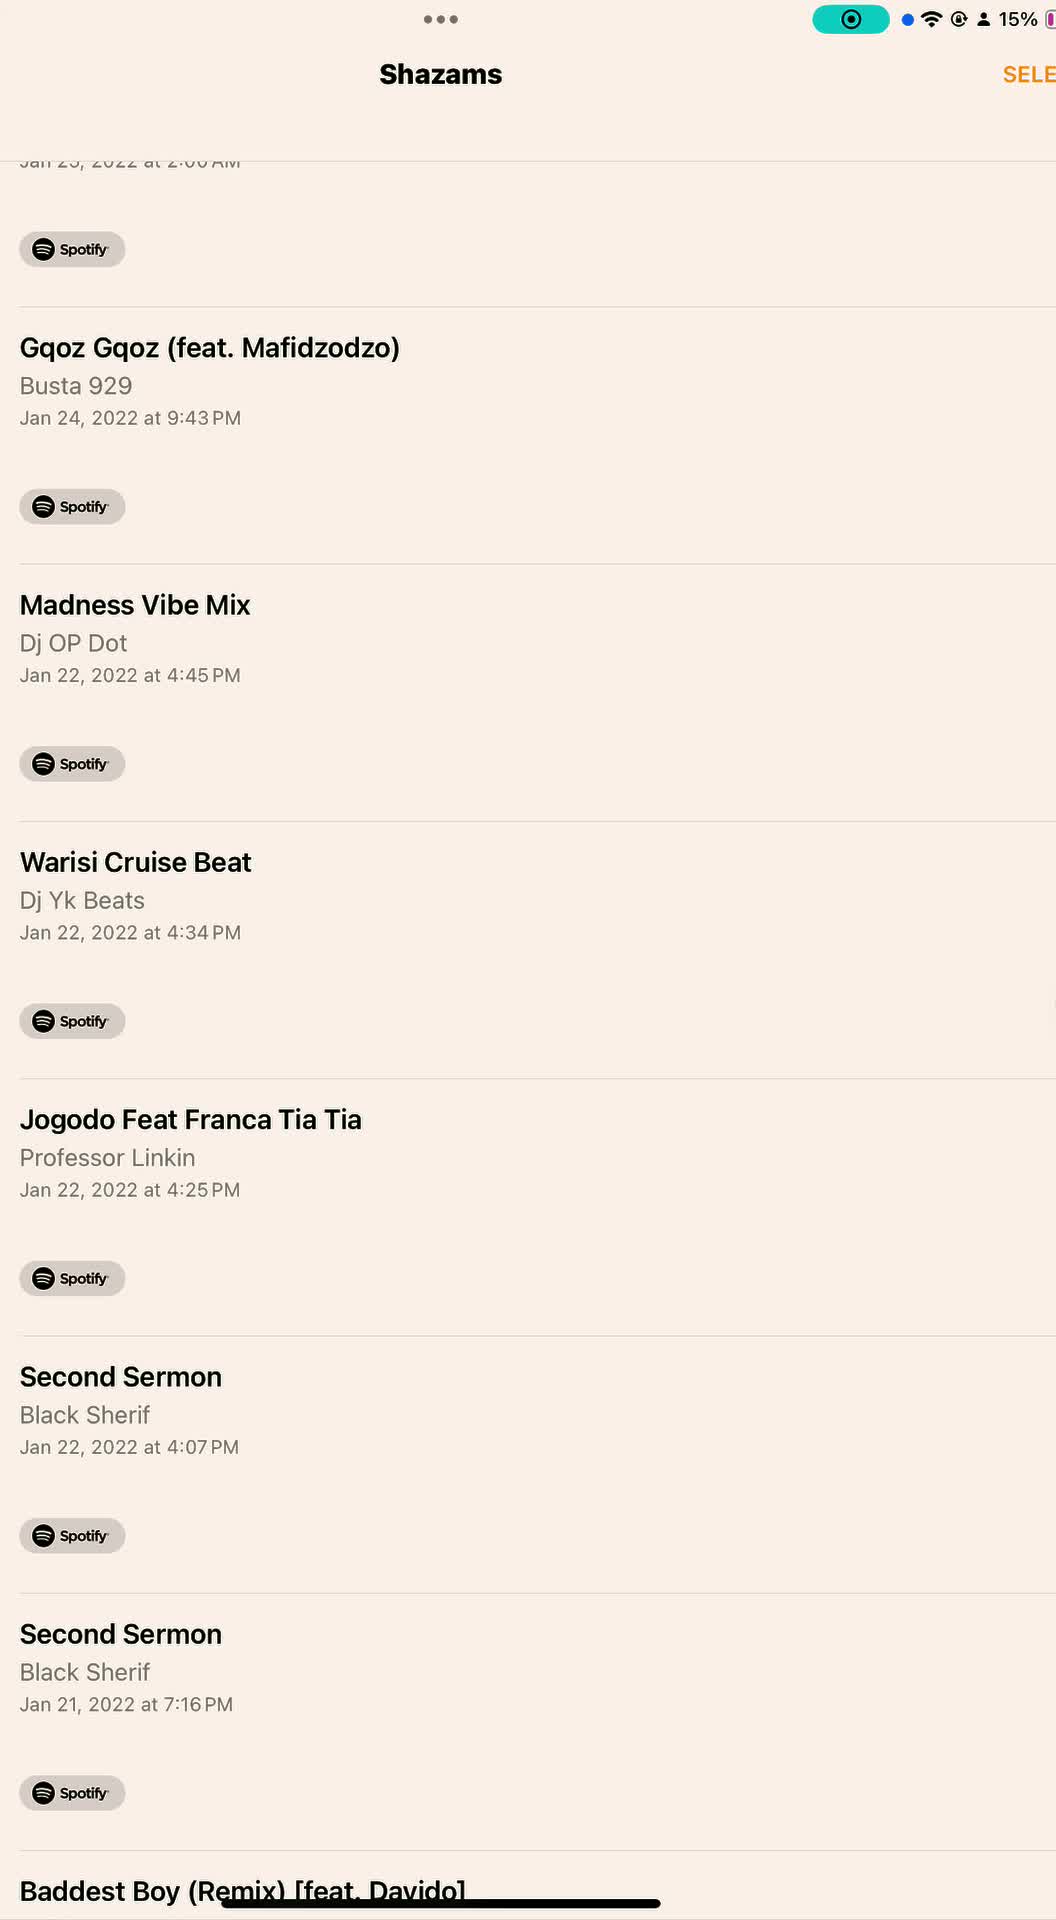 15%
Shazams
SELE
Jan 25, 2022 at 2:00 AM
Spotify
Gqoz Gqoz (feat. Mafidzodzo)
Busta 929
Jan 24, 2022 at 9:43 PM
Spotify
Madness Vibe Mix
Dj OP Dot
Jan 22, 2022 at 4:45 PM
Spotify
Warisi Cruise Beat
Dj Yk Beats
Jan 22, 2022 at 4:34 PM
Spotify
Jogodo Feat Franca Tia Tia
Professor Linkin
Jan 22, 2022 at 4:25 PM
Spotify
Second Sermon
Black Sherif
Jan 22, 2022 at 4:07 PM
Spotify
Second Sermon
Black Sherif
Jan 21, 2022 at 7:16 PM
Spotify
Baddest Boy (Remix) [feat. Davido]